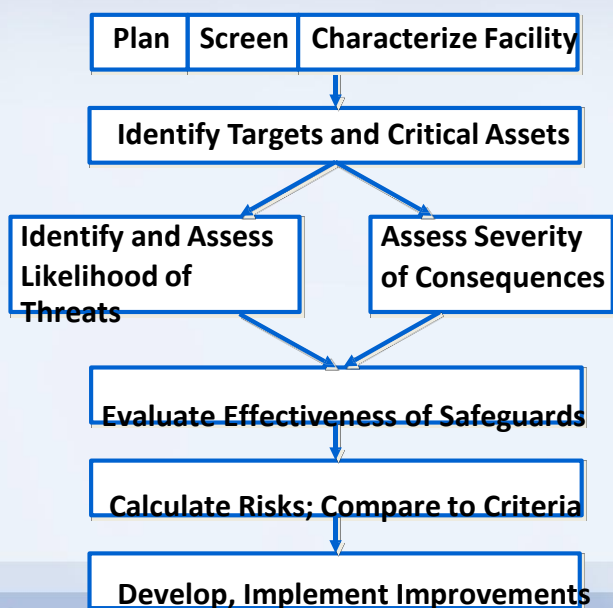 Plan Screen Characterize Facility
Identify Targets and Critical Assets
Identify and Assess
Likelihood of
Threats
Assess Severity
of Consequences
Evaluate Effectiveness of Safeguards
Calculate Risks; Compare to Criteria
Develop, Implement Improvements